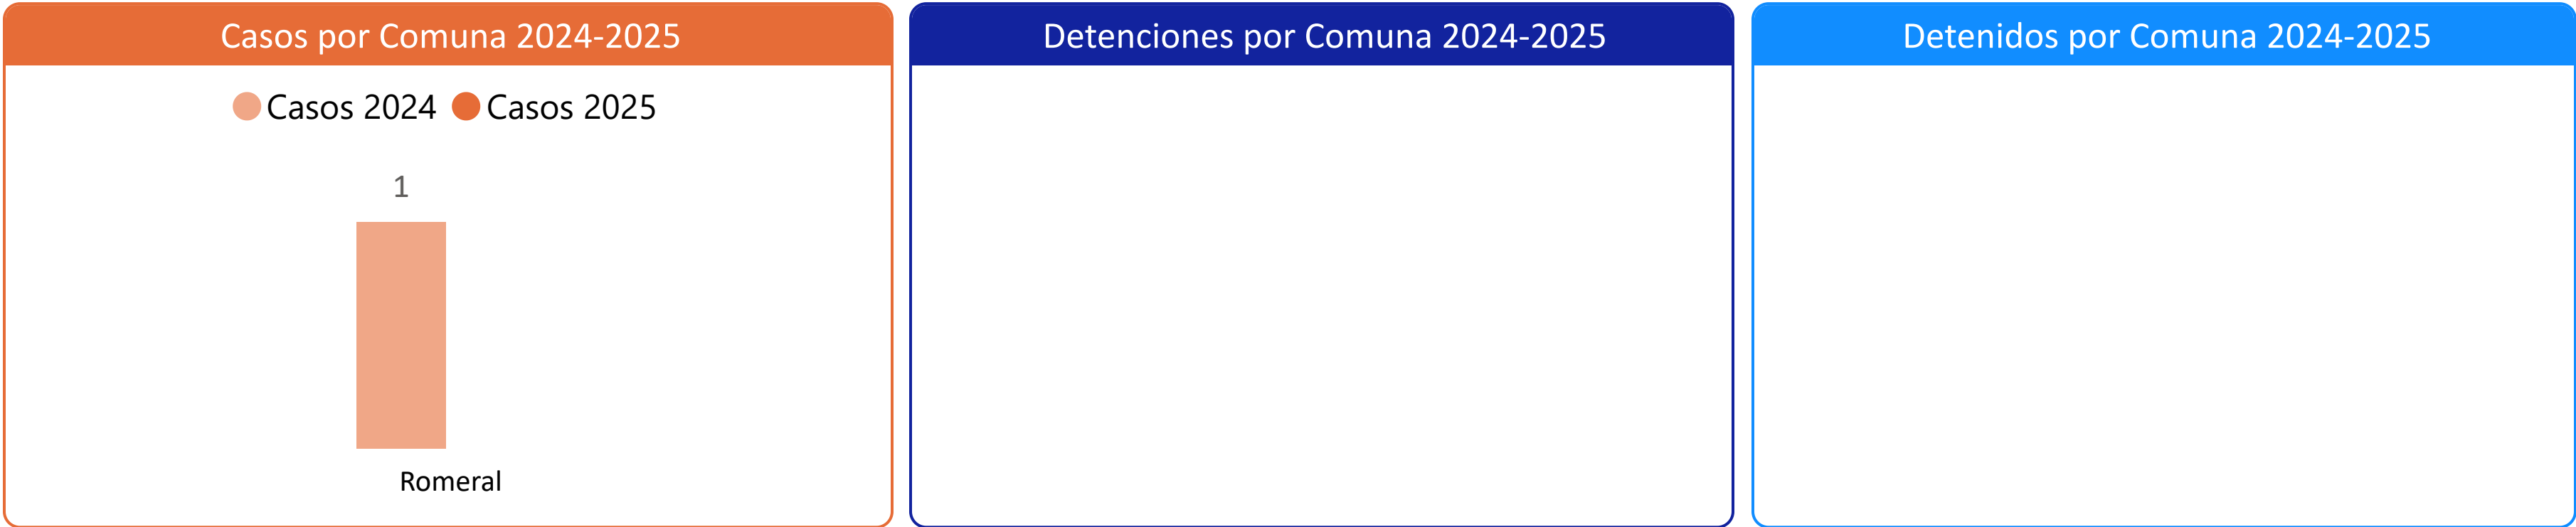 Casos por Comuna 2024-2025
Casos 2024 Casos 2025
1
Romeral
Detenciones por Comuna 2024-2025
Detenidos por Comuna 2024-2025